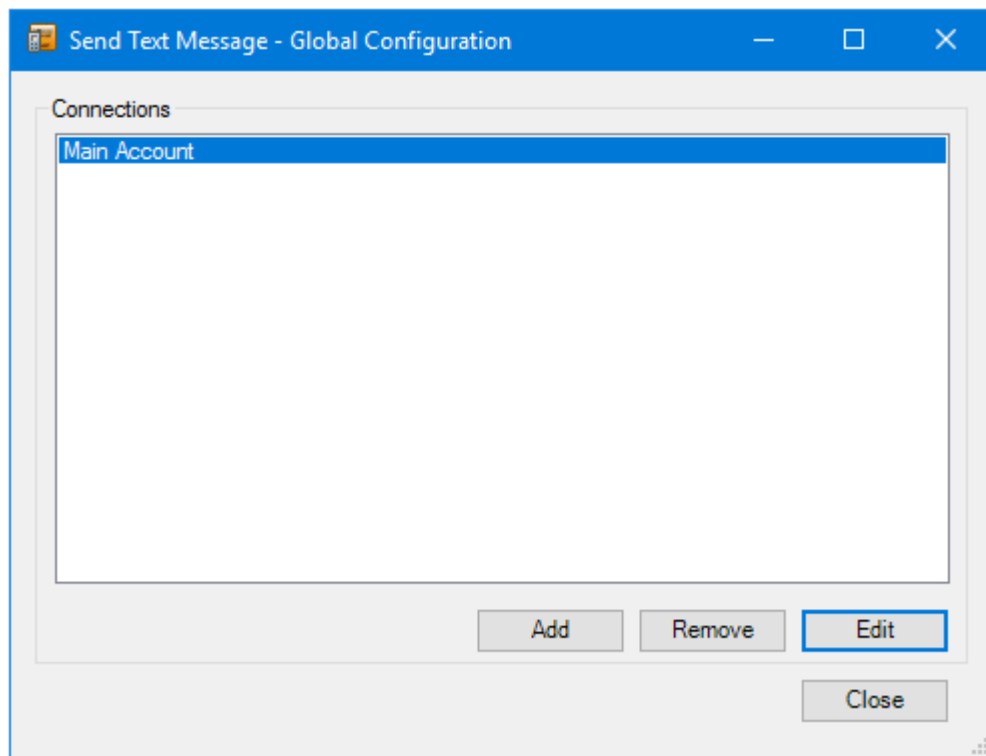 Send Text Message - Global Configuration
Connections
Main Account
Add Remove Edit
Close